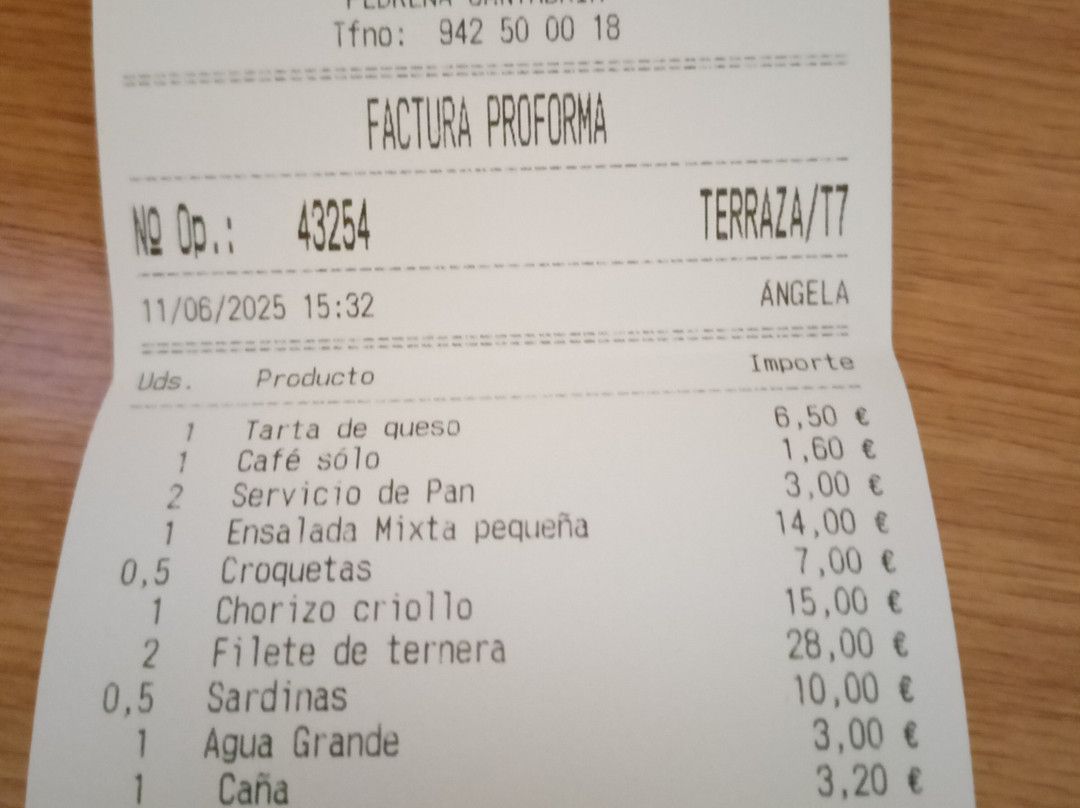 Tfno: 942 50 00 18
FACTURA PROFORMA
Nº Op.: 43254 TERRAZA/T7
11/06/2025 15:32 ÁNGELA
Uds. Producto Importe
1 Tarta de queso 6,50 €
1 Café sólo 1,60 €
2 Servicio de Pan 3,00 €
1 Ensalada Mixta pequeña 14,00 €
0,5 Croquetas 7,00 €
1 Chorizo criollo 15,00 €
2 Filete de ternera 28,00 €
0,5 Sardinas 10,00 €
1 Agua Grande 3,00 €
1 Caña 3,20 €